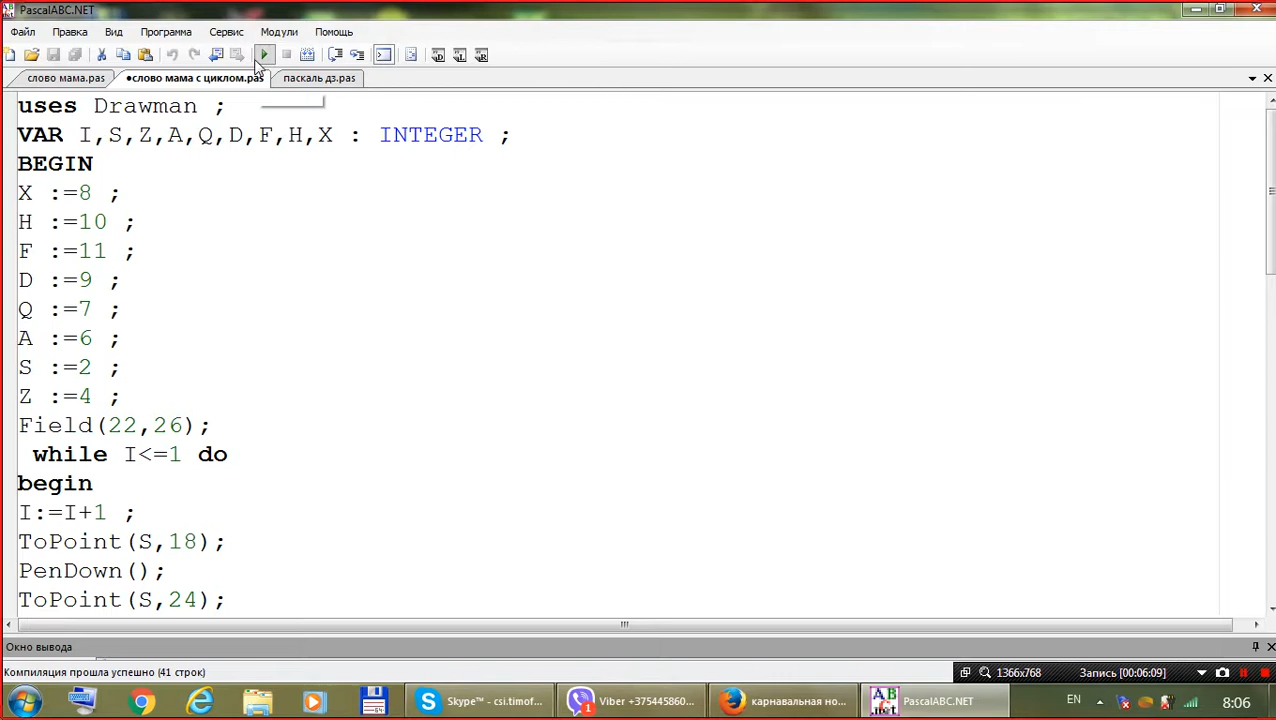 PascalABC.NET
Файл Правка Вид Программа Сервис Модули Помощь
слово мама.pas •слово мама с циклом.pas паскаль дз.pas
uses Drawman ;
VAR I,S,Z,A,Q,D,F,H,X : INTEGER ;
BEGIN
X :=8 ;
H :=10 ;
F :=11 ;
D :=9 ;
Q :=7 ;
A :=6 ;
S :=2 ;
Z :=4 ;
Field(22,26);
while I<=1 do
begin
I:=I+1 ;
ToPoint(S,18);
PenDown();
ToPoint(S,24);
Окно вывода
Компиляция прошла успешно (41 строк)
1366x768 Запись [00:06:09]
Skype™ - csi.timof... Viber +375445860... карнавальная но... PascalABC.NET EN 8:06